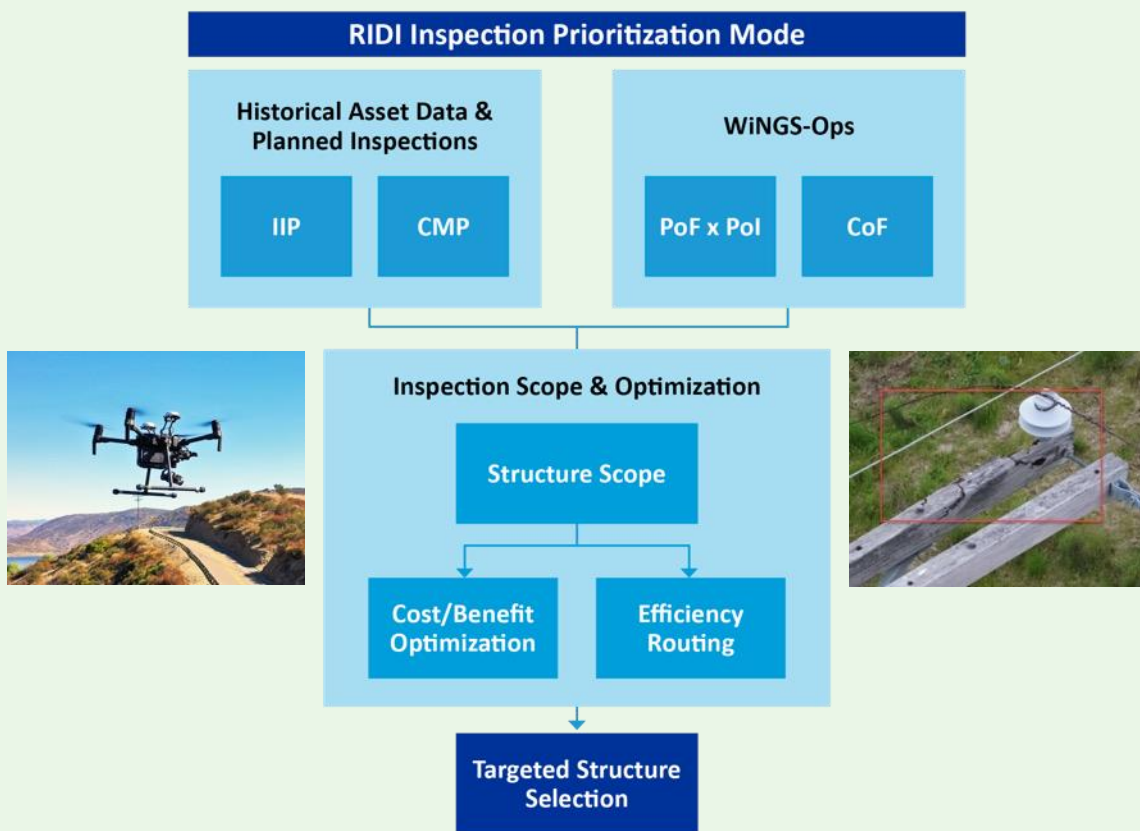 RIDI Inspection Prioritization Mode
Historical Asset Data &
Planned Inspections
IIP
CMP
WiNGS-Ops
PoF x PoI
CoF
Inspection Scope & Optimization
Structure Scope
Cost/Benefit
Optimization
Efficiency
Routing
Targeted Structure
Selection